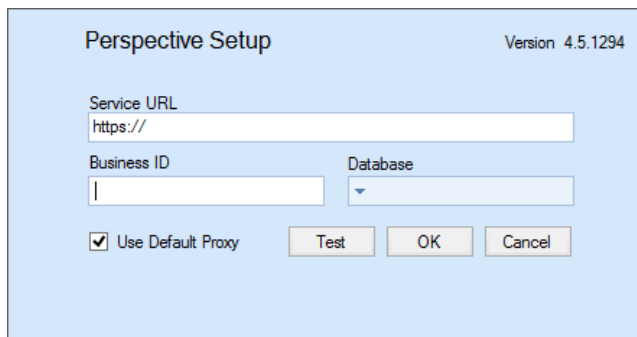 Perspective Setup Version 4.5.1294
Service URL
https://
Business ID Database
Use Default Proxy Test OK Cancel